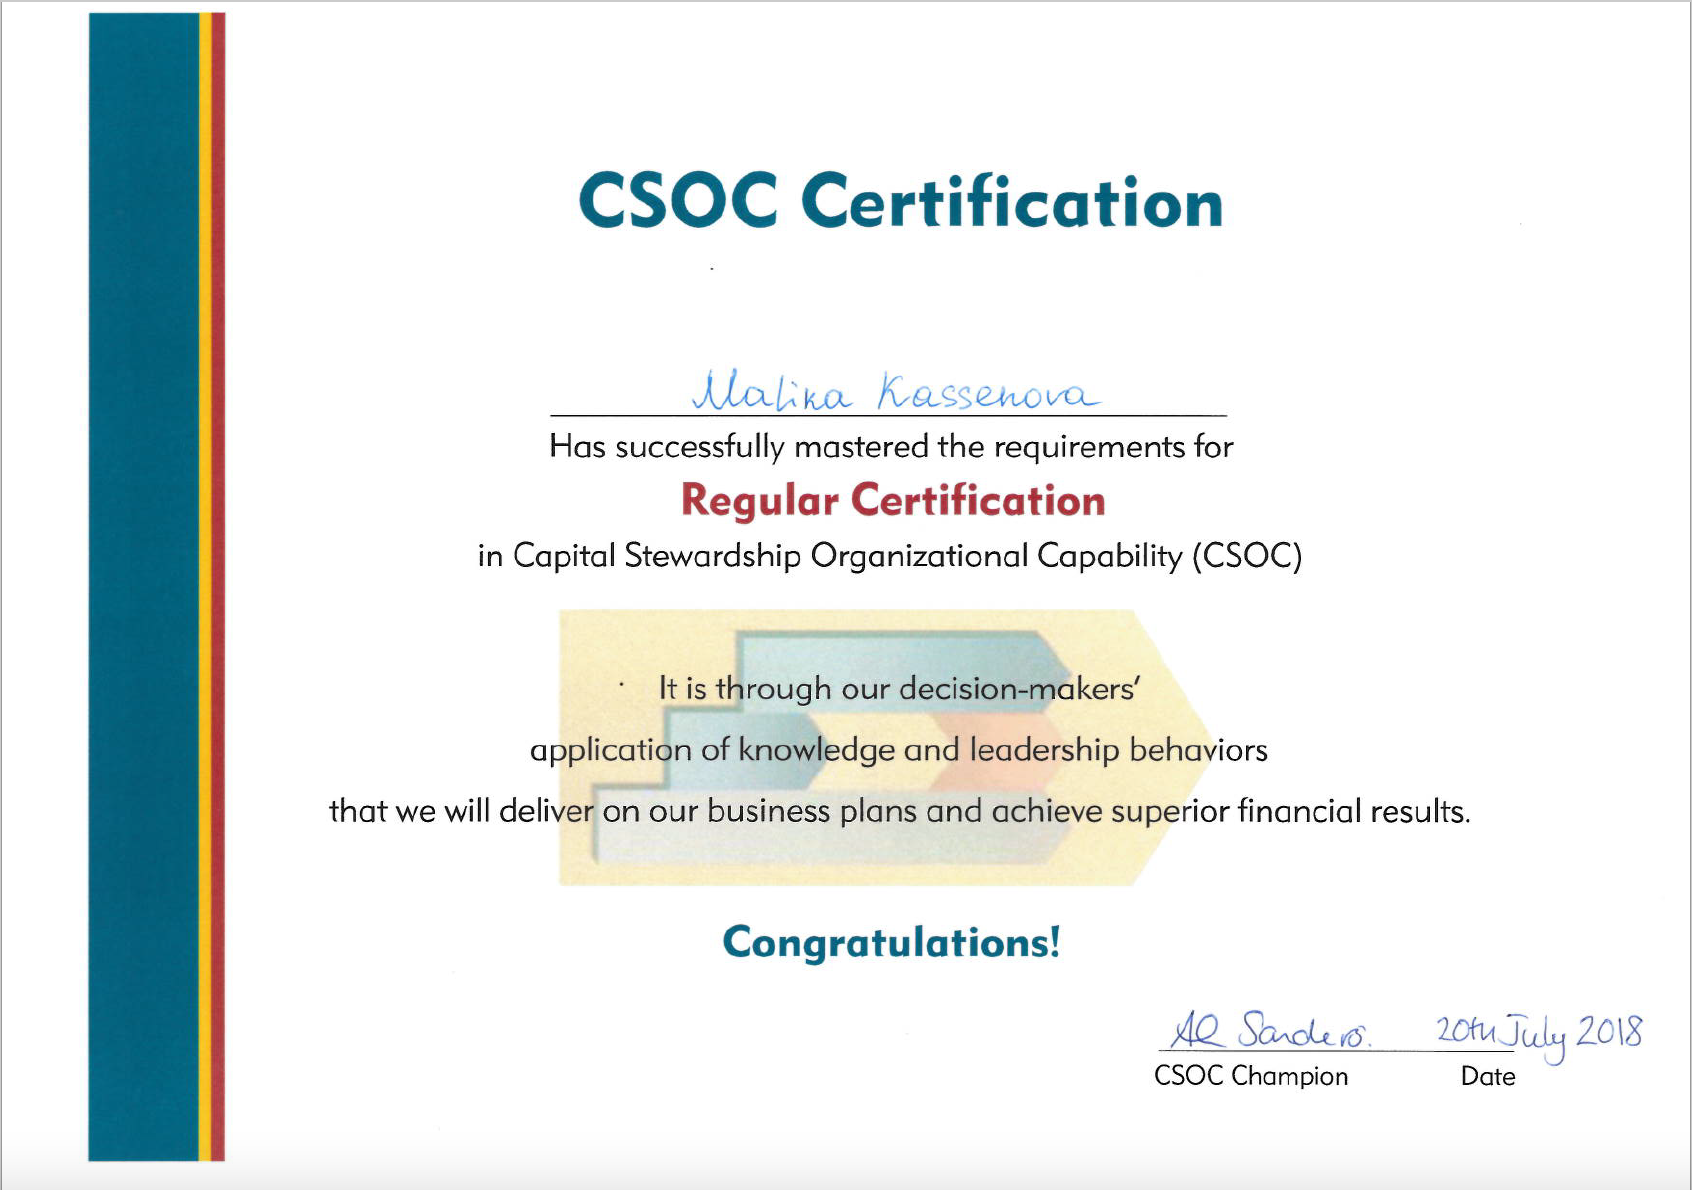 CSOC Certification
Malika Kassenova
Has successfully mastered the requirements for
Regular Certification
in Capital Stewardship Organizational Capability (CSOC)
It is through our decision-makers’
application of knowledge and leadership behaviors
that we will deliver on our business plans and achieve superior financial results.
Congratulations!
Sanders. 20th July 2018
CSOC Champion Date